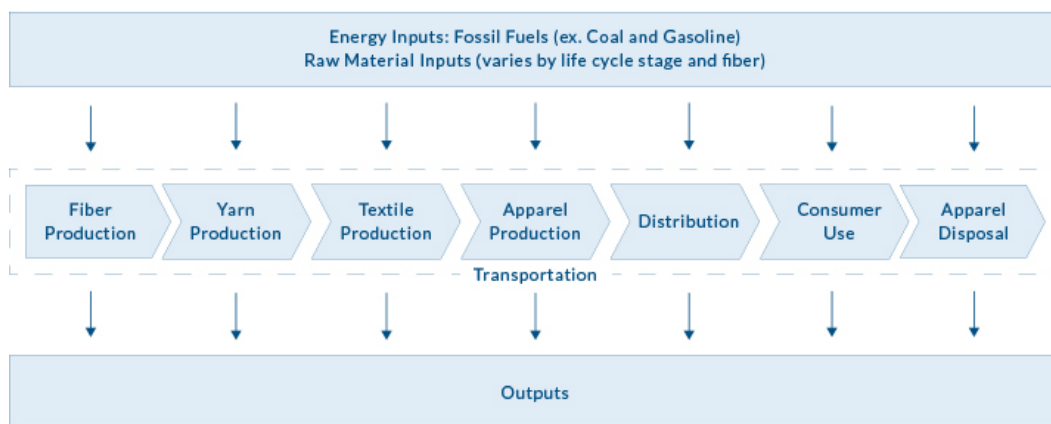 Energy Inputs: Fossil Fuels (ex. Coal and Gasoline)
Raw Material Inputs (varies by life cycle stage and fiber)
Fiber
Production
Yarn
Production
Textile
Production
Apparel
Production
Distribution
Consumer
Use
Apparel
Disposal
Transportation
Outputs